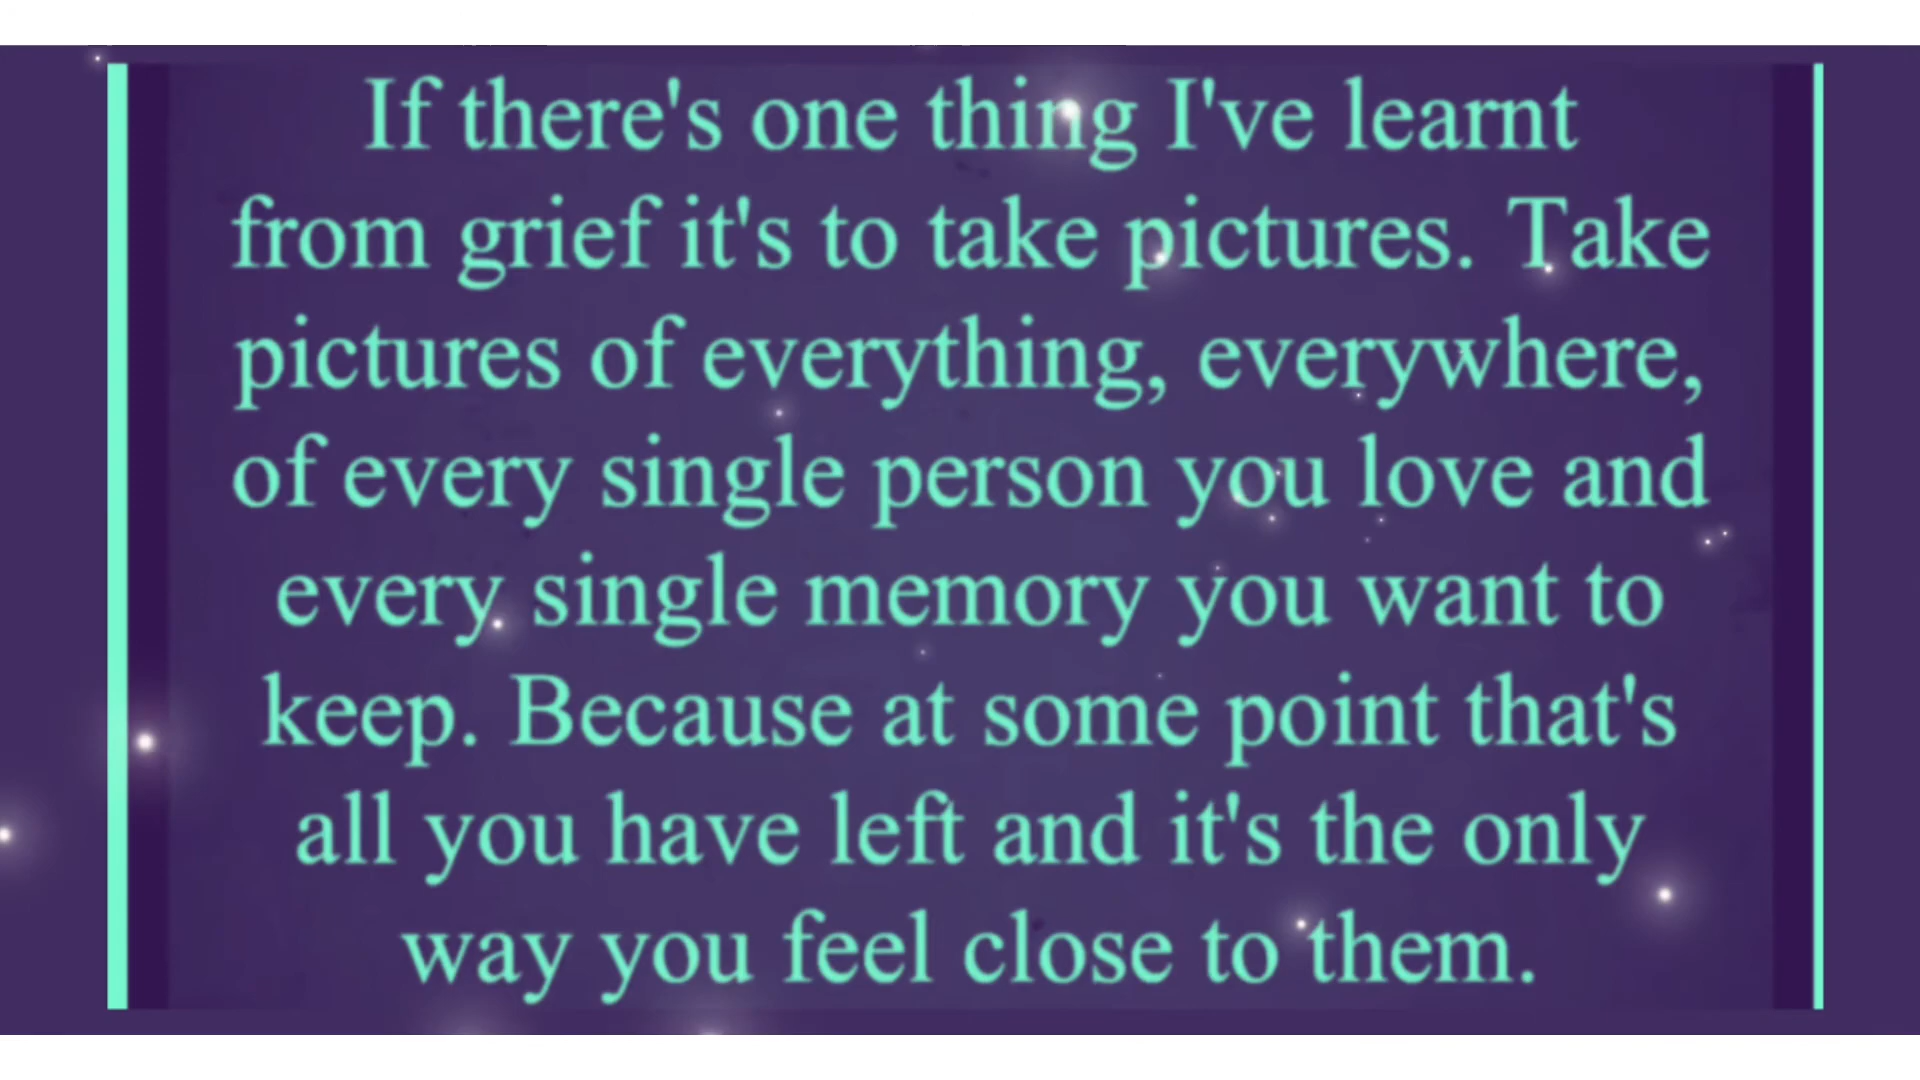 If there's one thing I've learnt
from grief it's to take pictures. Take
pictures of everything, everywhere,
of every single person you love and
every single memory you want to
keep. Because at some point that's
all you have left and it's the only
way you feel close to them.